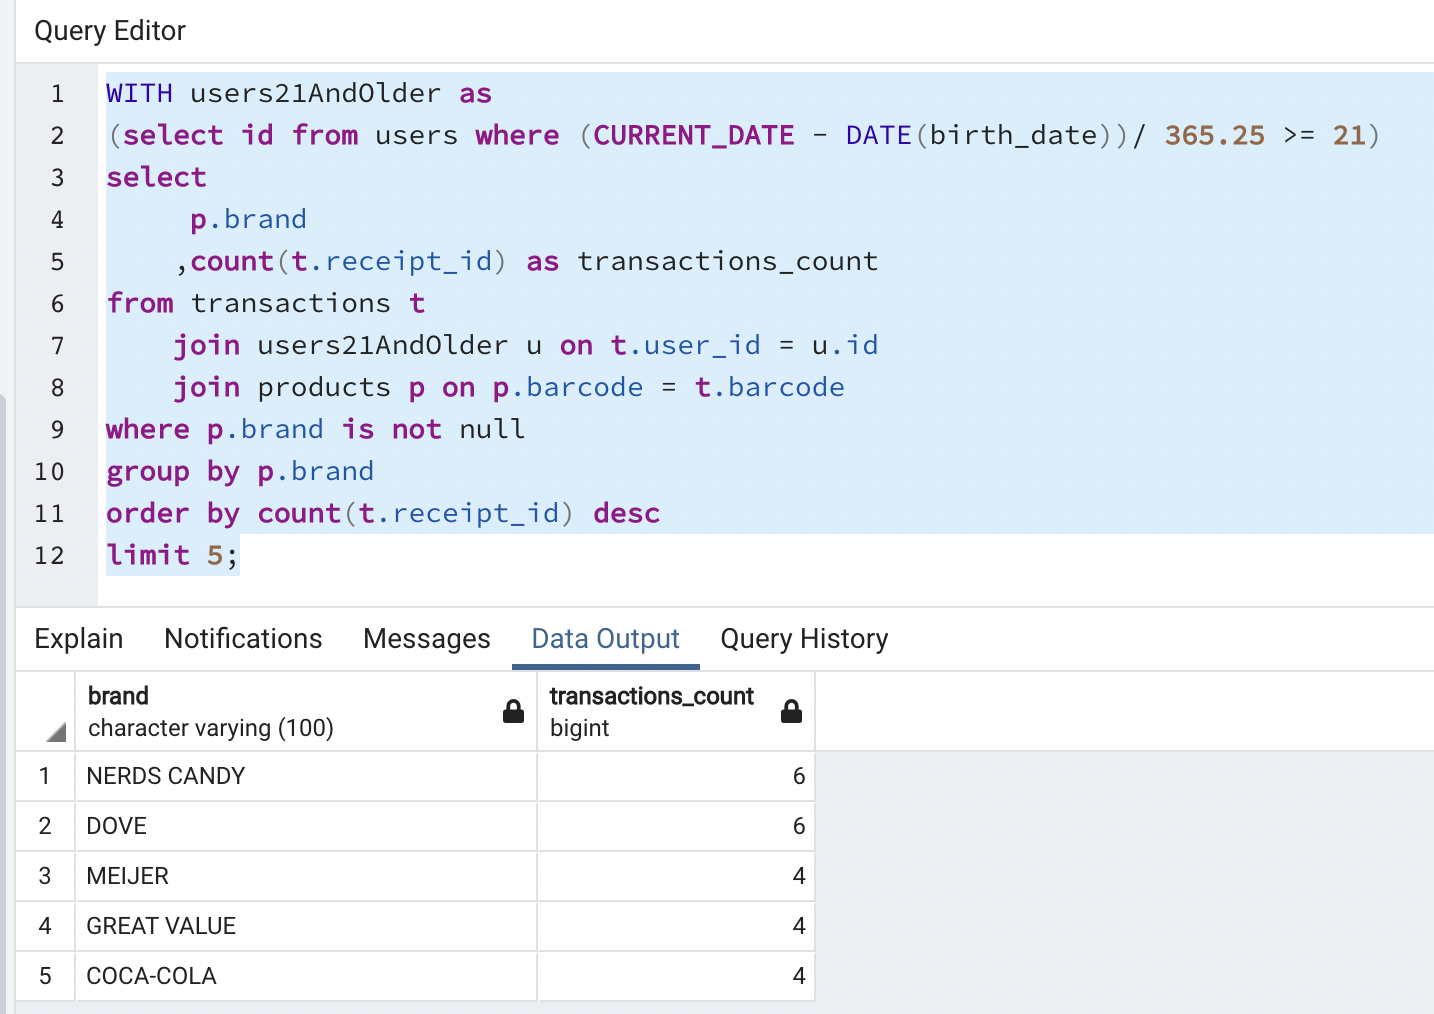 Query Editor
1 WITH users21AndOlder as
2 (select id from users where (CURRENT_DATE - DATE(birth_date))/ 365.25 >= 21)
3 select
4 p.brand
5 ,count(t.receipt_id) as transactions_count
6 from transactions t
7 join users21AndOlder u on t.user_id = u.id
8 join products p on p.barcode = t.barcode
9 where p.brand is not null
10 group by p.brand
11 order by count(t.receipt_id) desc
12 limit 5;
Explain Notifications Messages Data Output Query History
brand transactions_count
character varying (100) bigint
1 NERDS CANDY 6
2 DOVE 6
3 MEIJER 4
4 GREAT VALUE 4
5 COCA-COLA 4